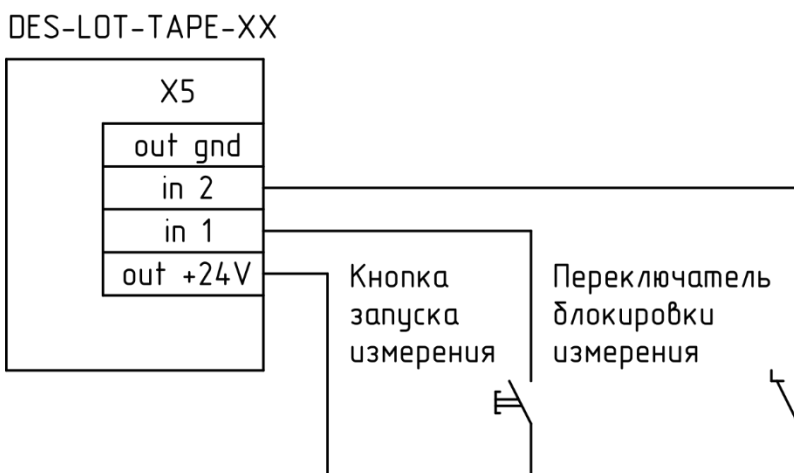 DES-LOT-TAPE-XX
X5
out gnd
in 2
in 1
out +24V
Кнопка
запуска
измерения
Переключатель
блокировки
измерения